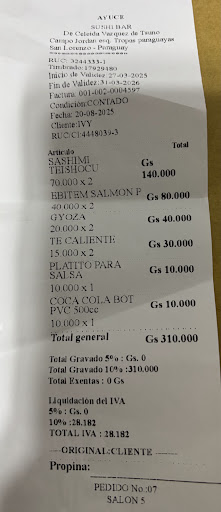 AYUCE
SUSHI BAR
De Celeida Vazquez de Tsuno
Campo Jordan esq. Tropas paraguayas
San Lorenzo - Paraguay
RUC: 3244333-1
Timbrado: 17929480
Inicio de Validez 27-03-2025
Fin de Validez: 31-03-2026
Factura: 001-002-0004597
Condición:CONTADO
Fecha: 20-08-2025
Cliente:IVY
RUC/CI:4448039-3
Articulo
SASHIMI Gs
TEISHOCU 140.000
70.000 x 2
EBITEM SALMON P Gs 80.000
40.000 x 2
GYOZA Gs 40.000
20.000 x 2
TE CALIENTE Gs 30.000
15.000 x 2
PLATITO PARA Gs 10.000
SALSA
10.000 x 1
COCA COLA BOT Gs 10.000
PVC 500cc
10.000 x 1
Total general Gs 310.000
Total Gravado 5% : Gs. 0
Total Gravado 10% :310.000
Total Exentas : 0 Gs
Liquidación del IVA
5% : Gs. 0
10% :28.182
TOTAL IVA : 28.182
----ORIGINAL:CLIENTE ------
Propina:
PEDIDO No :07
SALON 5